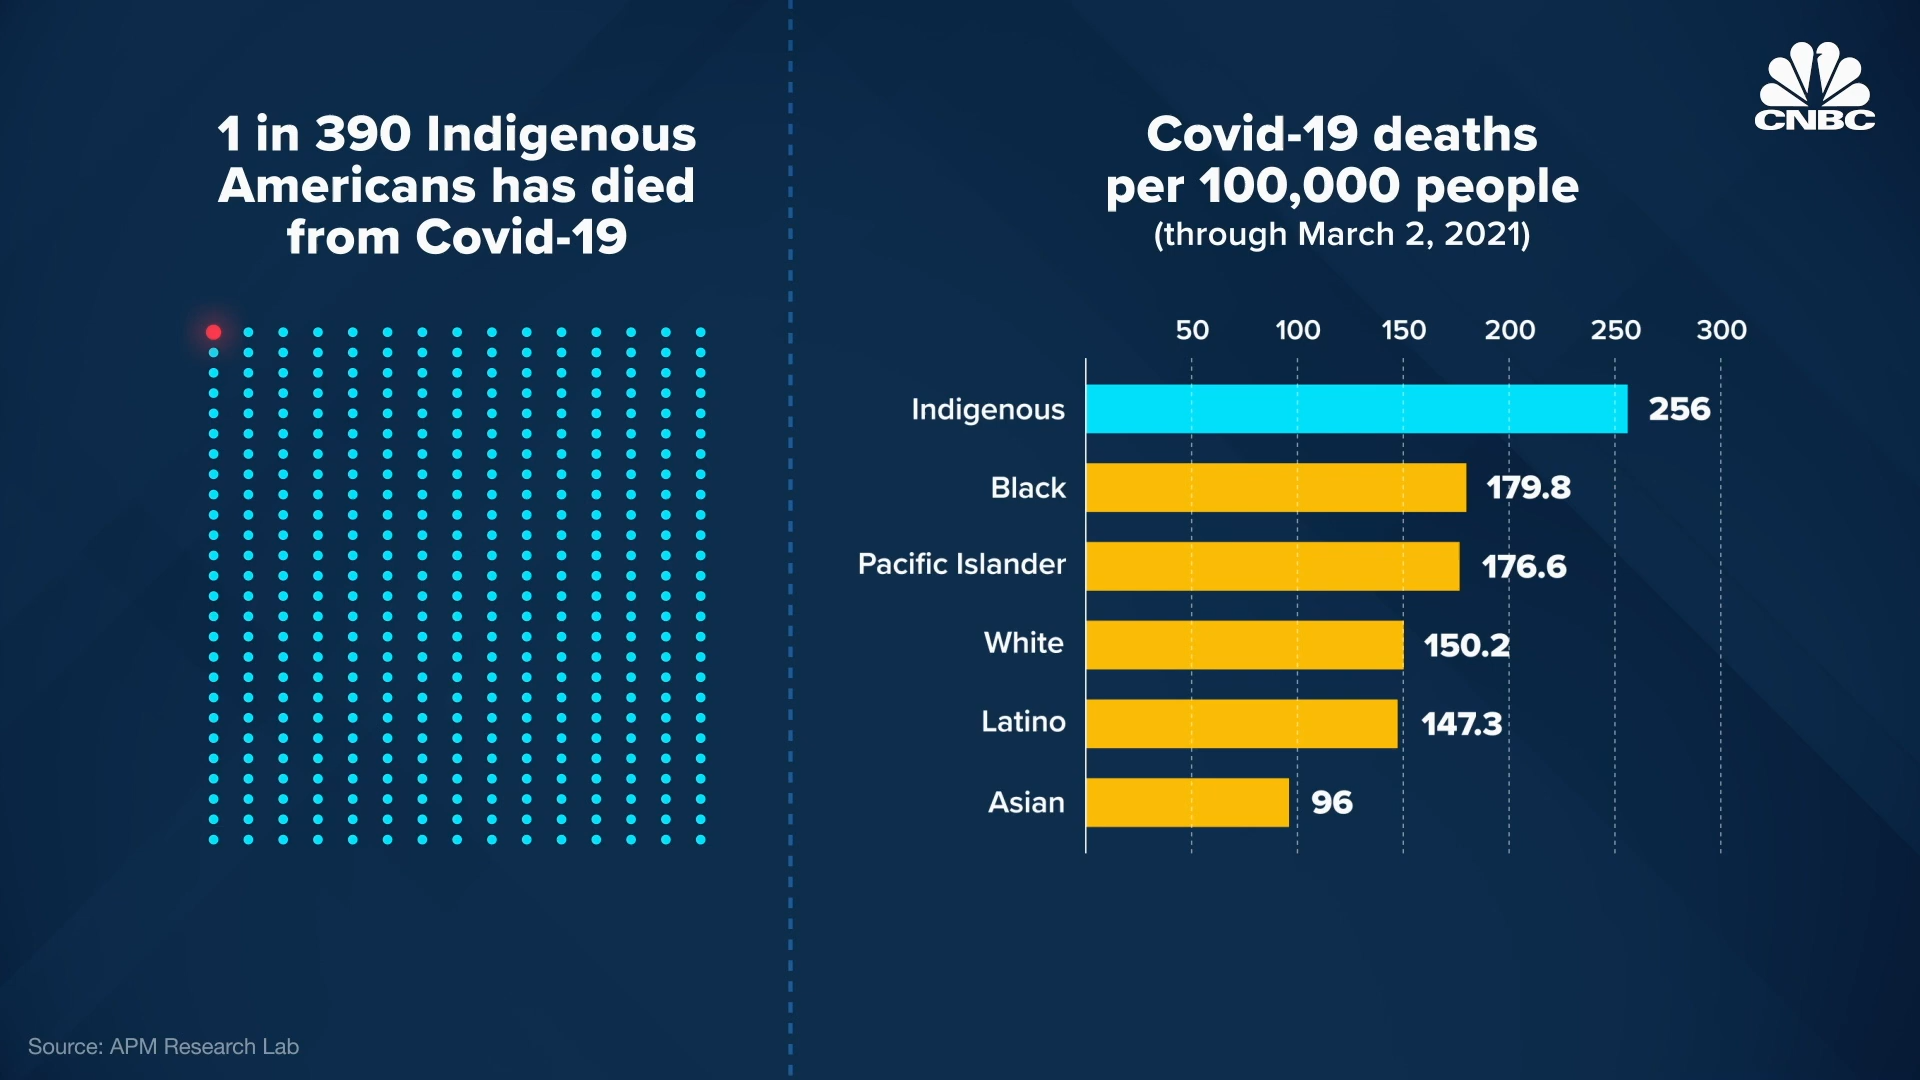 1 in 390 Indigenous
Americans has died
from Covid-19
Covid-19 deaths
per 100,000 people
(through March 2, 2021)
CNBC
50 100 150 200 250 300
Indigenous 256
Black 179.8
Pacific Islander 176.6
White 150.2
Latino 147.3
Asian 96
Source: APM Research Lab